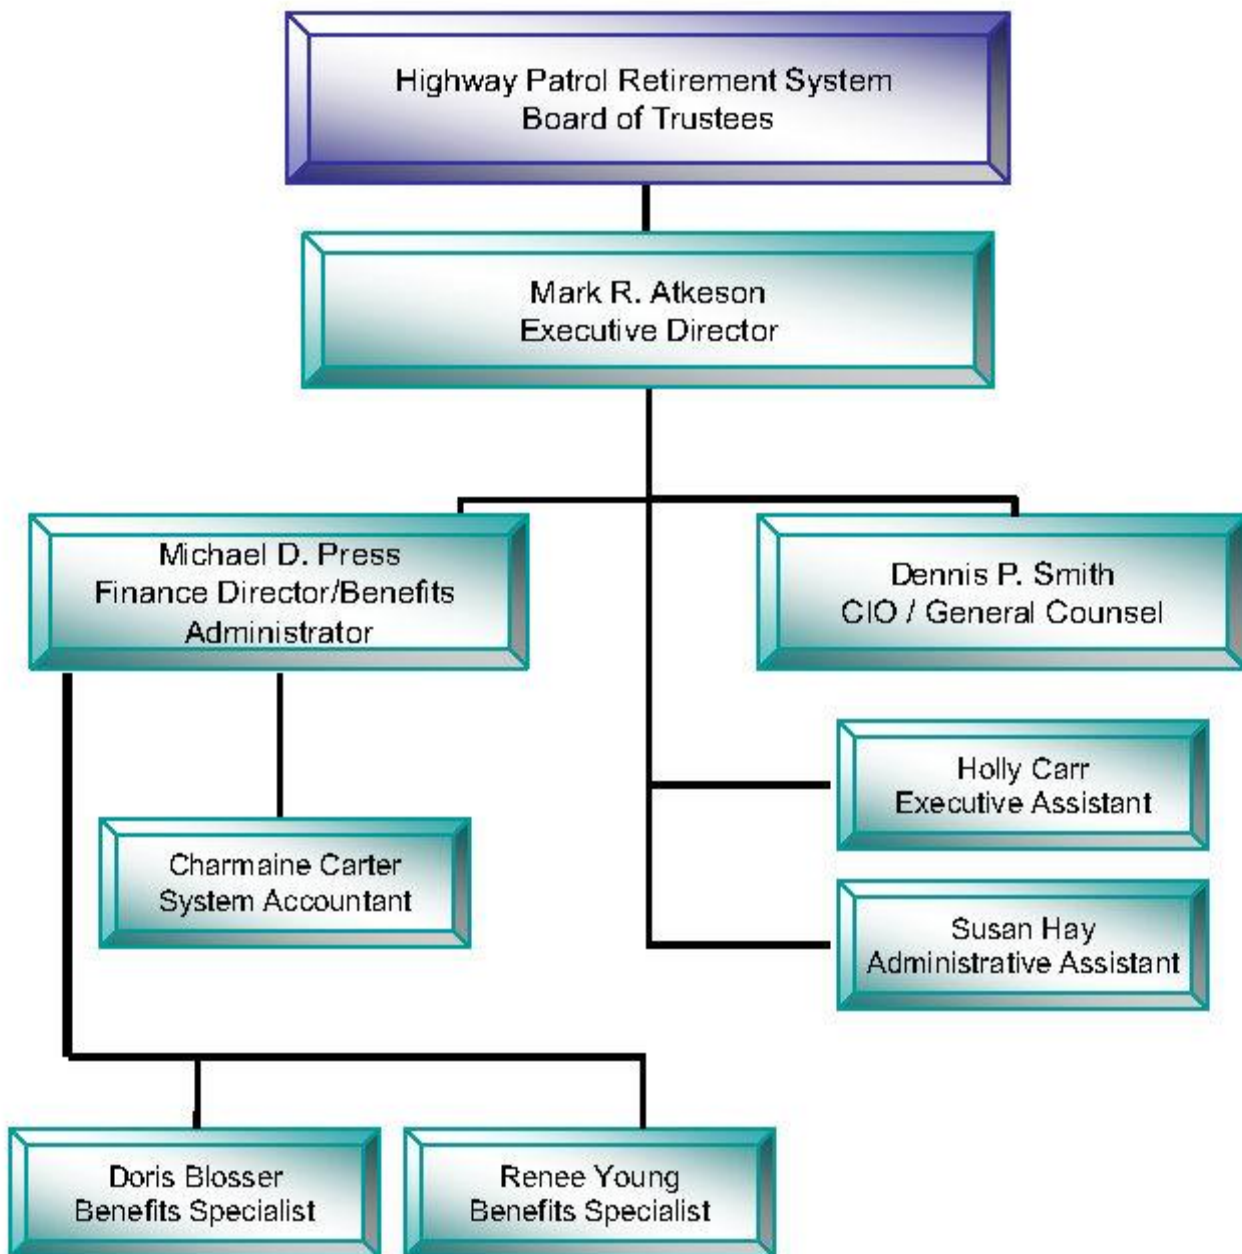 Highway Patrol Retirement System
Board of Trustees
Mark R. Atkeson
Executive Director
Michael D. Press
Finance Director/Benefits
Administrator
Dennis P. Smith
CIO / General Counsel
Holly Carr
Executive Assistant
Charmaine Carter
System Accountant
Susan Hay
Administrative Assistant
Doris Blosser
Benefits Specialist
Renee Young
Benefits Specialist